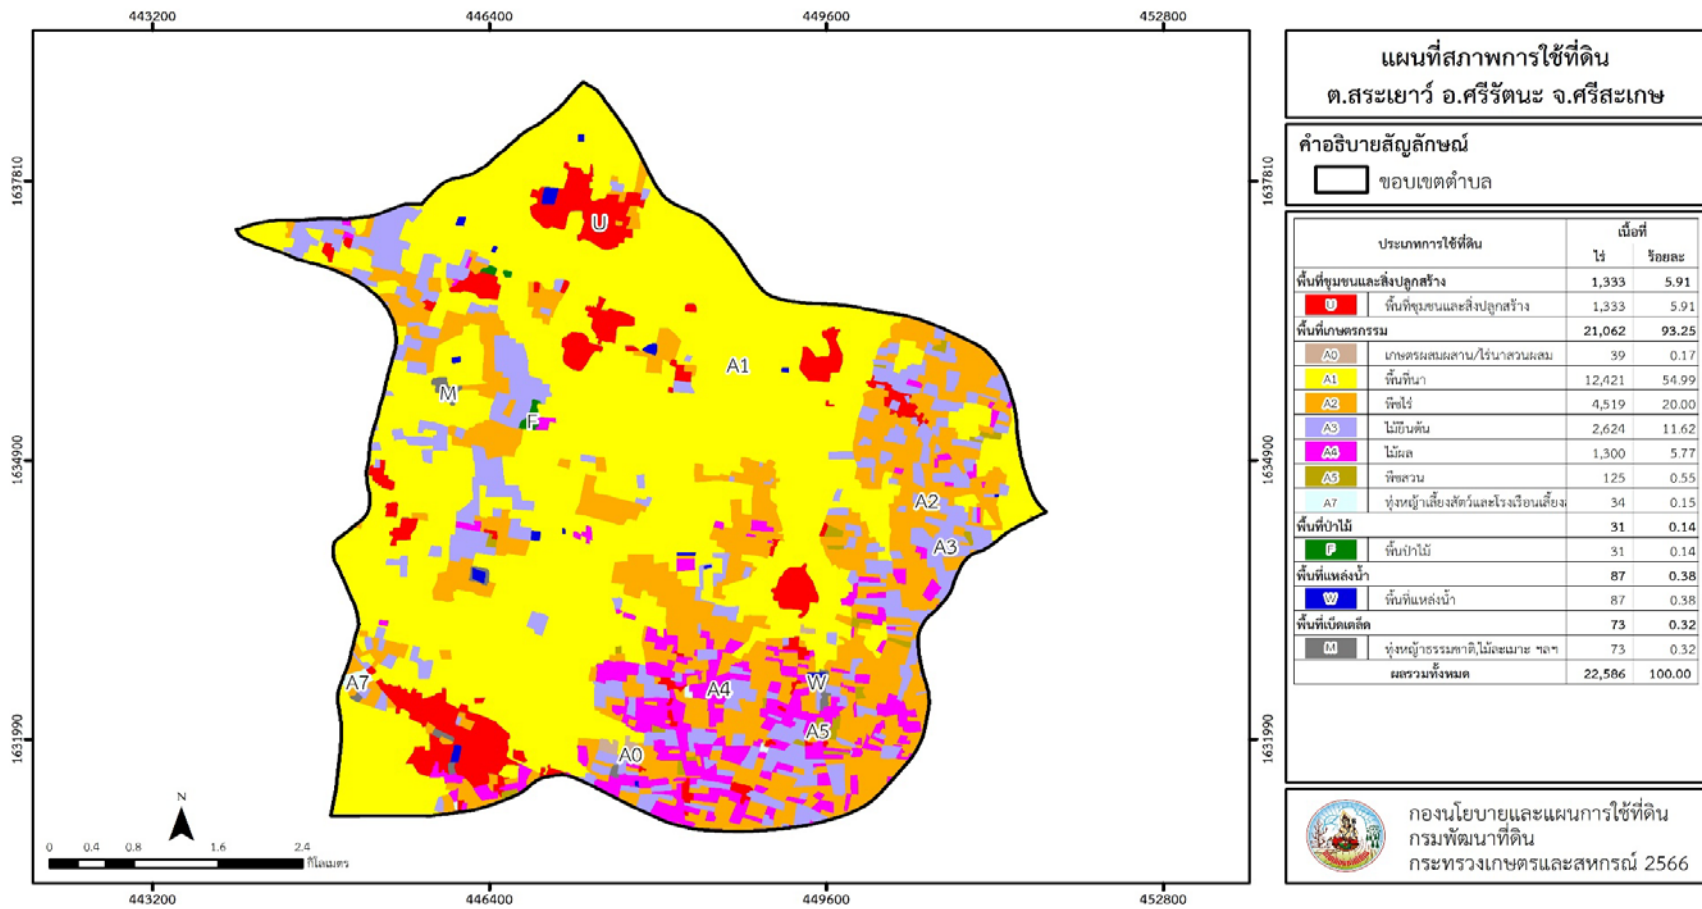 443200 446400 449600 452800
แผนที่สภาพการใช้ที่ดิน
ต.สระเยาว์ อ.ศรีรัตนะ จ.ศรีสะเกษ
คำอธิบายสัญลักษณ์
ขอบเขตตำบล
ประเภทการใช้ที่ดิน เนื้อที่
ไร่ ร้อยละ
พื้นที่ชุมชนและสิ่งปลูกสร้าง 1,333 5.91
U พื้นที่ชุมชนและสิ่งปลูกสร้าง 1,333 5.91
พื้นที่เกษตรกรรม 21,062 93.25
A0 เกษตรผสมผสาน/ไร่นาสวนผสม 39 0.17
A1 พื้นที่นา 12,421 54.99
A2 พืชไร่ 4,519 20.00
A3 ไม้ยืนต้น 2,624 11.62
A4 ไม้ผล 1,300 5.77
A5 พืชสวน 125 0.55
A7 ทุ่งหญ้าเลี้ยงสัตว์และโรงเรือนเลี้ยง 34 0.15
พื้นที่ป่าไม้ 31 0.14
F พื้นป่าไม้ 31 0.14
พื้นที่แหล่งน้ำ 87 0.38
W พื้นที่แหล่งน้ำ 87 0.38
พื้นที่เบ็ดเตล็ด 73 0.32
M ทุ่งหญ้าธรรมชาติ,ไม้ละเมาะ ฯลฯ 73 0.32
ผลรวมทั้งหมด 22,586 100.00
กองนโยบายและแผนการใช้ที่ดิน
กรมพัฒนาที่ดิน
กระทรวงเกษตรและสหกรณ์ 2566
1637810 1637810
1634900 1634900
1631990 1631990
U
A1
M
F
A2
A3
A7
A4
W
A5
A0
N
0 0.4 0.8 1.6 2.4
กิโลเมตร
443200 446400 449600 452800